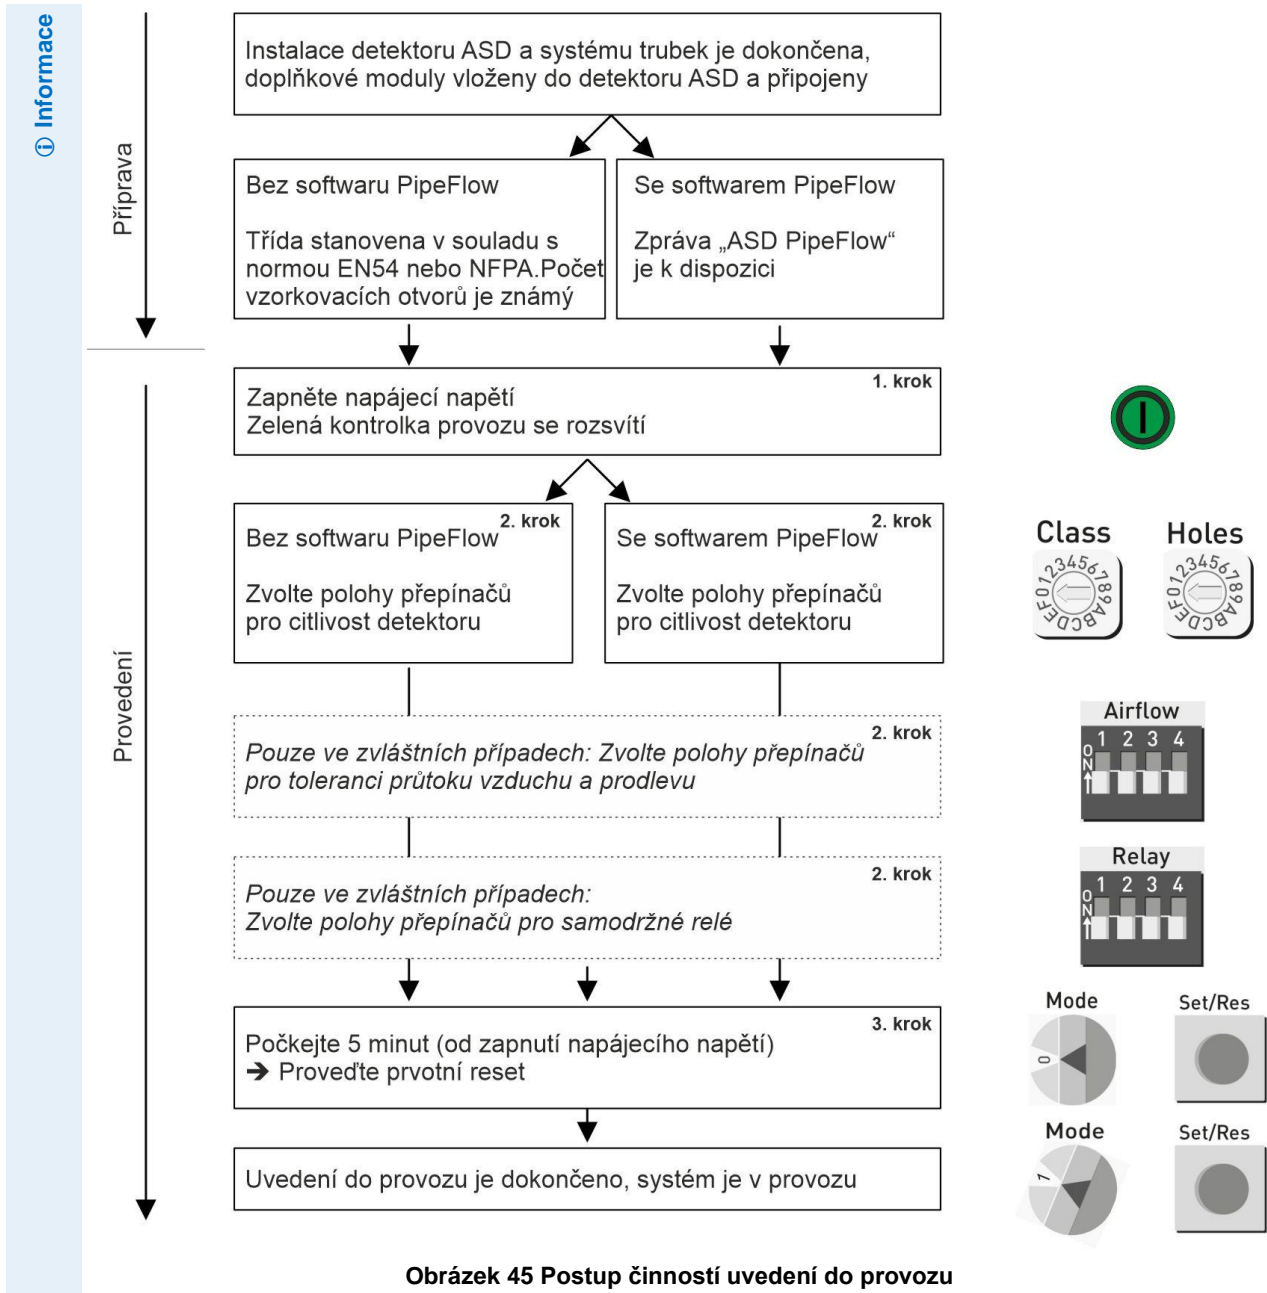 Informace
Příprava
Instalace detektoru ASD a systému trubek je dokončena,
doplňkové moduly vloženy do detektoru ASD a připojeny
Bez softwaru PipeFlow
Třída stanovena v souladu s
normou EN54 nebo NFPA.Počet
vzorkovacích otvorů je známý
Se softwarem PipeFlow
Zpráva „ASD PipeFlow“
je k dispozici
Provedení
1. krok
Zapněte napájecí napětí
Zelená kontrolka provozu se rozsvítí
2. krok
Bez softwaru PipeFlow
Zvolte polohy přepínačů
pro citlivost detektoru
2. krok
Se softwarem PipeFlow
Zvolte polohy přepínačů
pro citlivost detektoru
Class
0123456789ABCDEF
Holes
0123456789ABCDEF
2. krok
Pouze ve zvláštních případech: Zvolte polohy přepínačů
pro toleranci průtoku vzduchu a prodlevu
Airflow
ON
1 2 3 4
2. krok
Pouze ve zvláštních případech:
Zvolte polohy přepínačů pro samodržné relé
Relay
ON
1 2 3 4
3. krok
Počkejte 5 minut (od zapnutí napájecího napětí)
➔ Proveďte prvotní reset
Mode
0
Set/Res
Uvedení do provozu je dokončeno, systém je v provozu
Mode
1
Set/Res
Obrázek 45 Postup činností uvedení do provozu